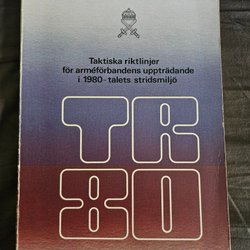 Taktiska riktlinjer
för arméförbandens uppträdande
i 1980-talets stridsmiljö
TR
80